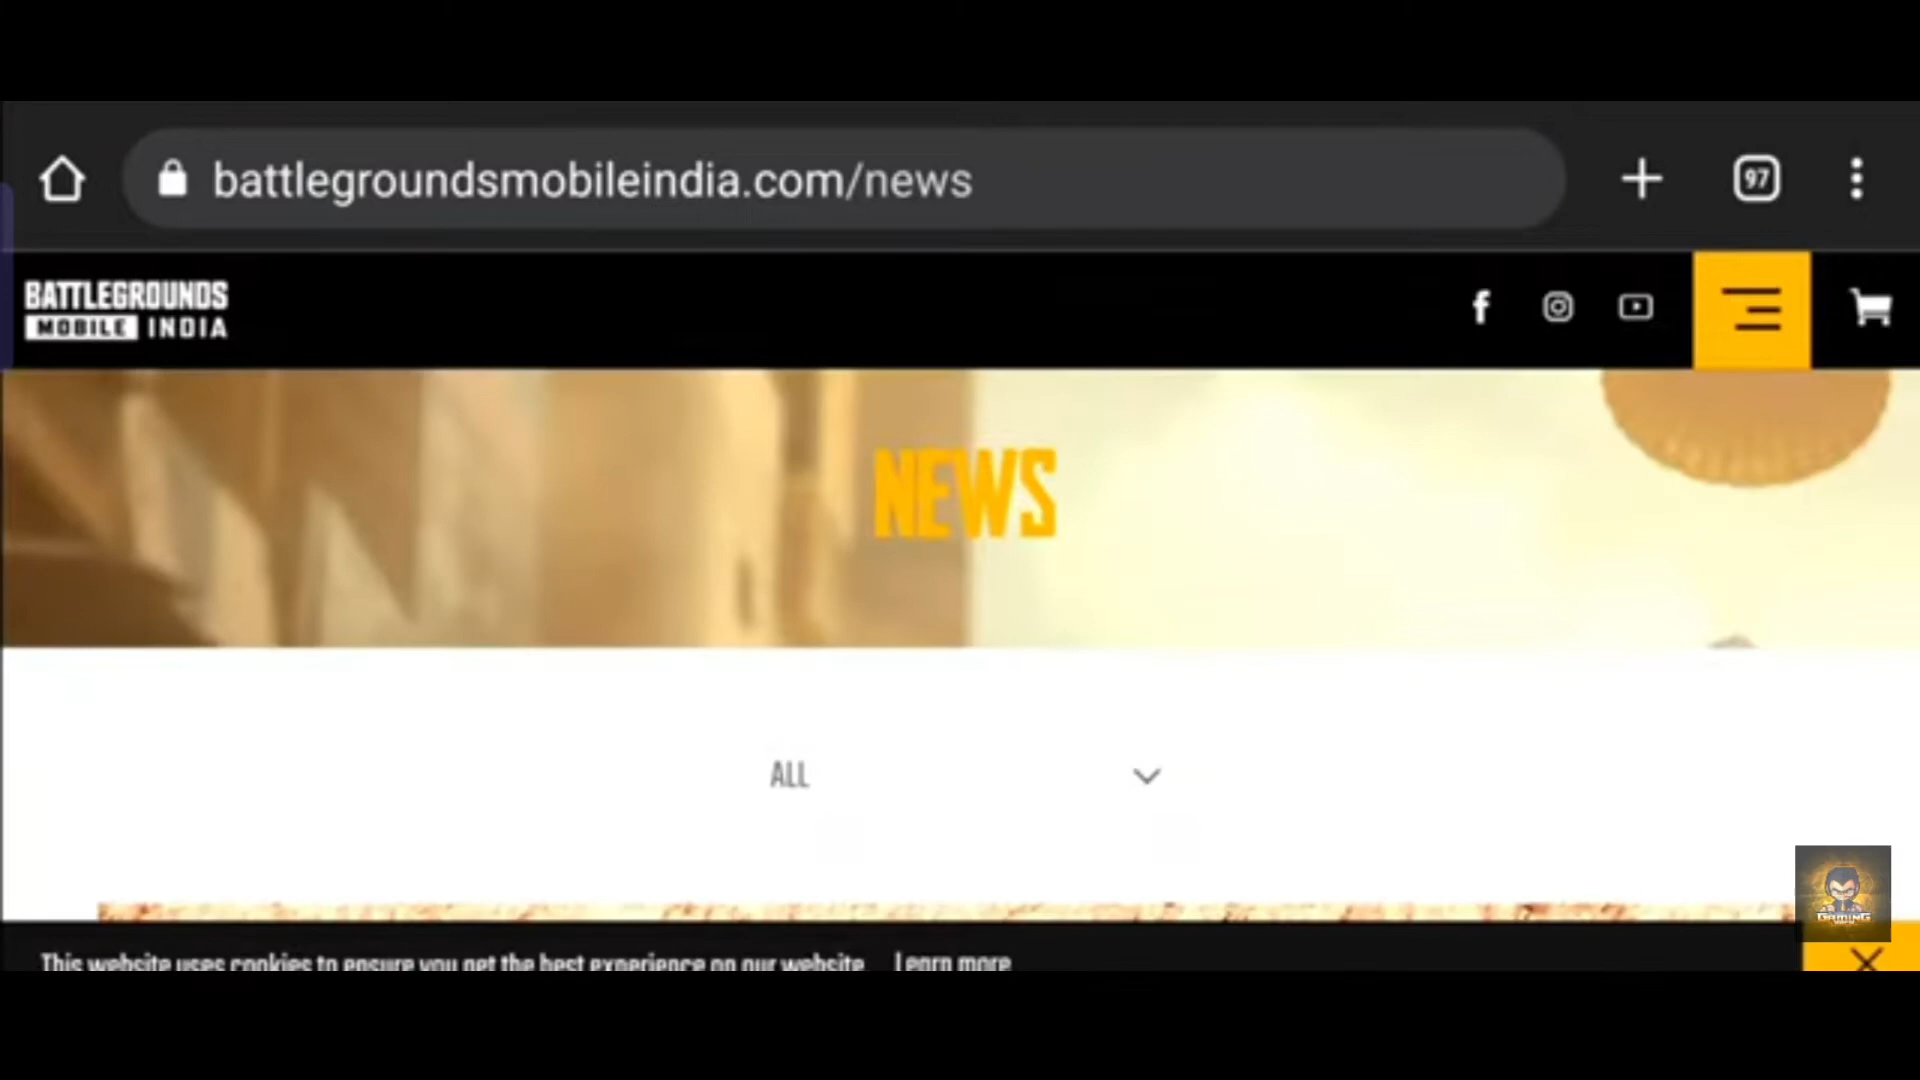 battlegroundsmobileindia.com/news
97
BATTLEGROUNDS
MOBILE INDIA
NEWS
ALL
GAMING
This website uses cookies to ensure you get the best experience on our website. Learn more